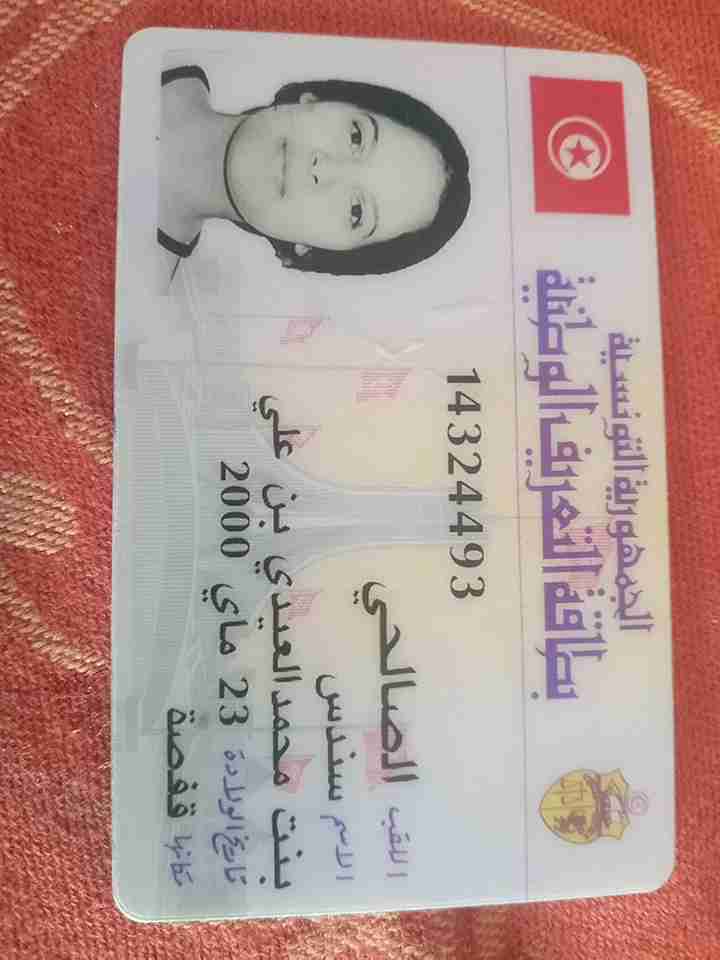 الجمهورية التونسية
بطاقة التعريف الوطنية
14324493
اللقب الصالحي
الاسم سندس
بنت محمد العيدي بن علي
تاريخ الولادة 23 ماي 2000
مكانها قفصة